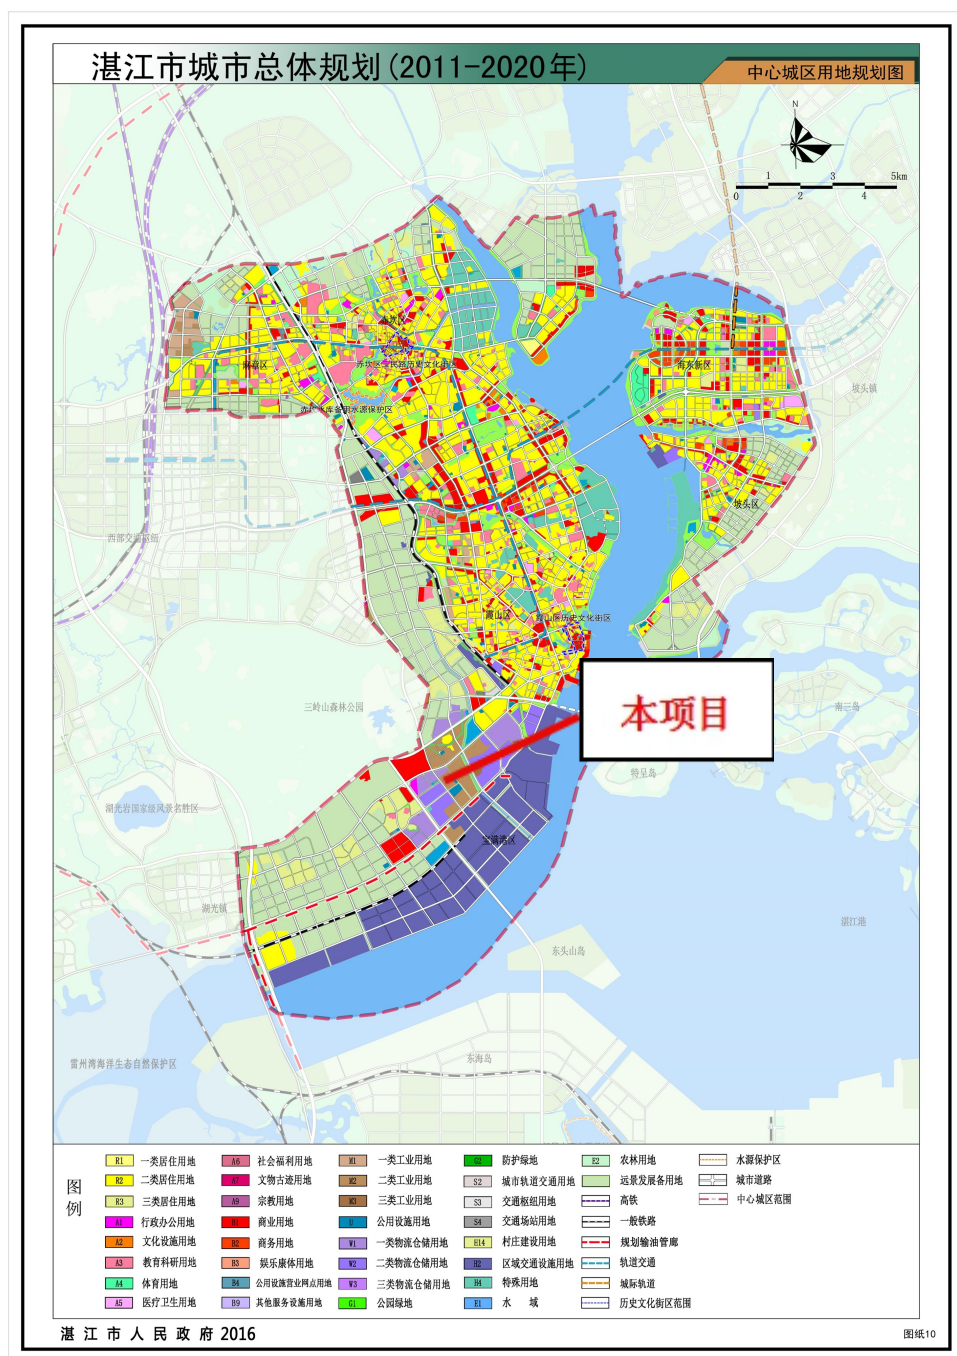 湛江市城市总体规划(2011-2020年)
中心城区用地规划图
N
1 3 5km
0 2 4
赤坎区
麻章区
赤坎区民路历史文化街区
赤坎水库备用水源保护区
海东新区
坡头镇
西部交通枢纽
坡头区
霞山区
霞山区历史文化街区
三岭山森林公园
本项目
南三岛
特呈岛
湖光岩国家级风景名胜区
宝满港区
湖光镇
湛江港
东头山岛
东海岛
雷州湾海洋生态自然保护区
图例
R1 一类居住用地
R2 二类居住用地
R3 三类居住用地
A1 行政办公用地
A2 文化设施用地
A3 教育科研用地
A4 体育用地
A5 医疗卫生用地
A6 社会福利用地
A7 文物古迹用地
A9 宗教用地
B1 商业用地
B2 商务用地
B3 娱乐康体用地
B4 公用设施营业网点用地
B9 其他服务设施用地
M1 一类工业用地
M2 二类工业用地
M3 三类工业用地
U 公用设施用地
W1 一类物流仓储用地
W2 二类物流仓储用地
W3 三类物流仓储用地
G1 公园绿地
G2 防护绿地
S2 城市轨道交通用地
S3 交通枢纽用地
S4 交通场站用地
H14 村庄建设用地
H2 区域交通设施用地
H4 特殊用地
E1 水 域
E2 农林用地
远景发展备用地
高铁
一般铁路
规划输油管廊
轨道交通
城际轨道
历史文化街区范围
水源保护区
城市道路
中心城区范围
湛江市人民政府2016
图纸10